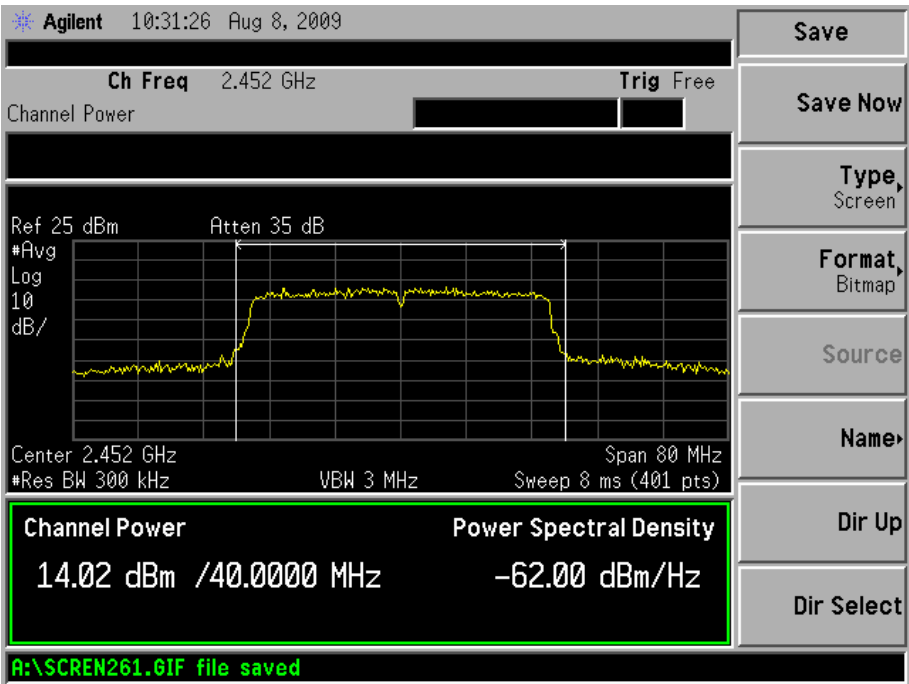 Agilent 10:31:26 Aug 8, 2009
Ch Freq 2.452 GHz Trig Free
Channel Power
Ref 25 dBm Atten 35 dB
#Avg
Log
10
dB/
Center 2.452 GHz Span 80 MHz
#Res BW 300 kHz VBW 3 MHz Sweep 8 ms (401 pts)
Channel Power Power Spectral Density
14.02 dBm /40.0000 MHz -62.00 dBm/Hz
A:\SCREN261.GIF file saved
Save
Save Now
Type
Screen
Format
Bitmap
Source
Name
Dir Up
Dir Select